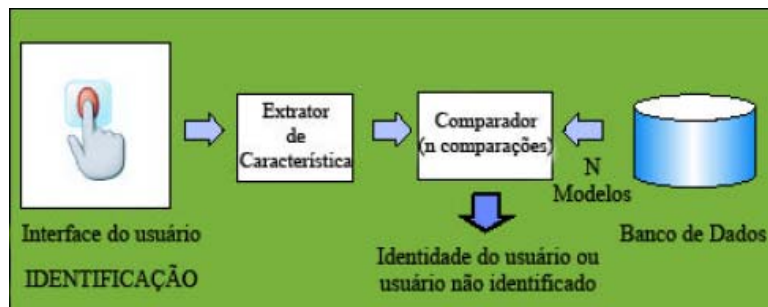 Extrator
de
Característica
Comparador
(n comparações)
N
Modelos
Interface do usuário
Banco de Dados
IDENTIFICAÇÃO
Identidade do usuário ou
usuário não identificado